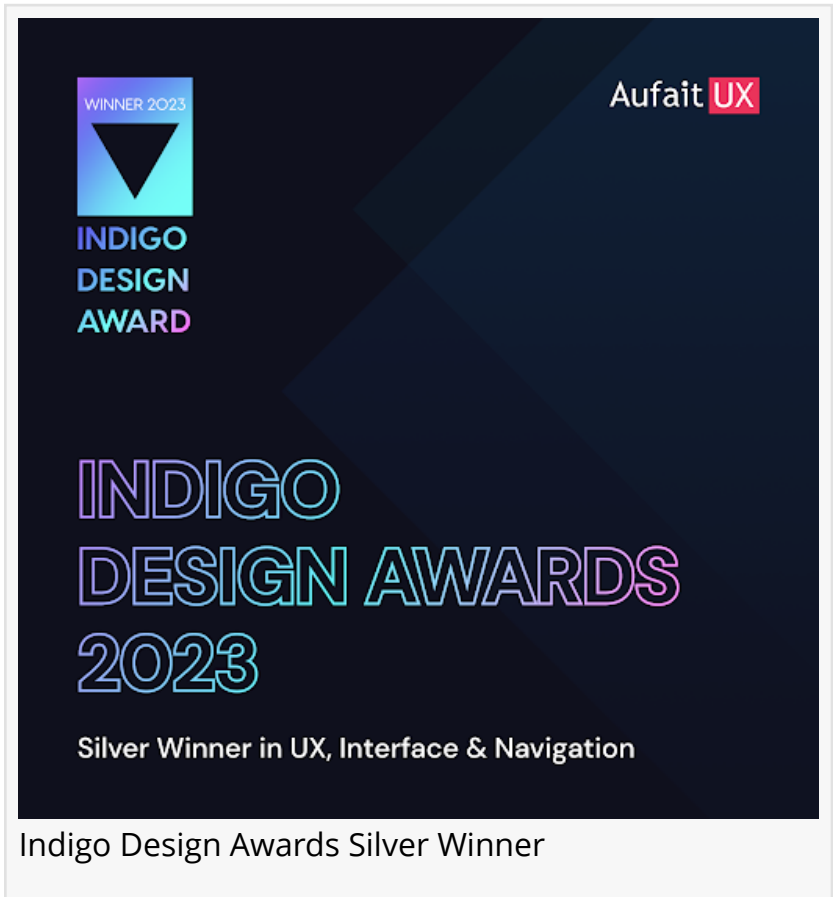 WINNER 2023
INDIGO
DESIGN
AWARD
Aufait UX
INDIGO
DESIGN AWARDS
2023
Silver Winner in UX, Interface & Navigation
Indigo Design Awards Silver Winner